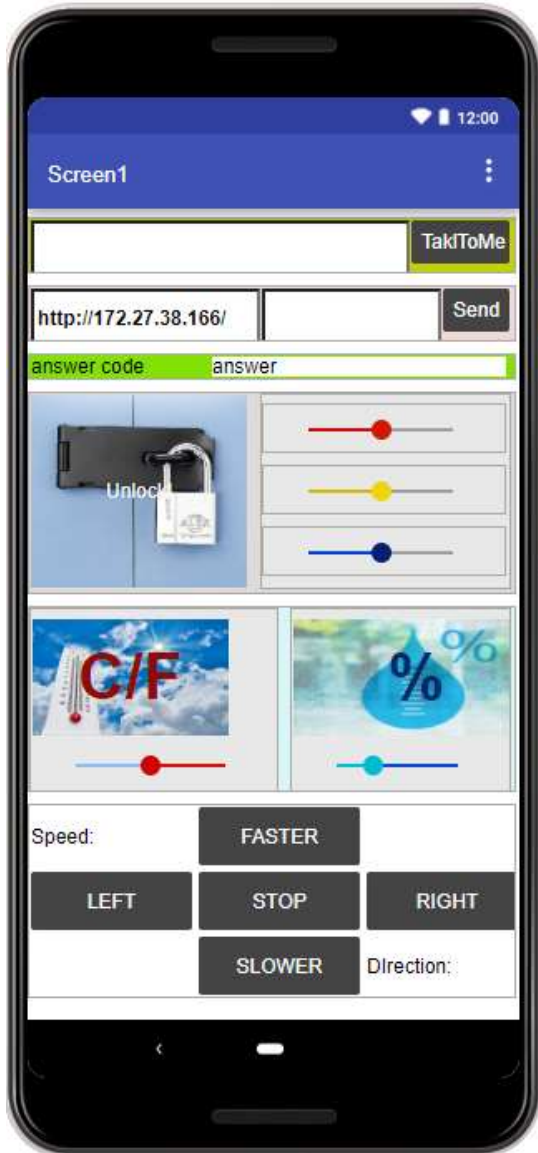 12:00
Screen1
TaklToMe
http://172.27.38.166/ Send
answer code answer
Unlock
C/F % %
Speed: FASTER
LEFT STOP RIGHT
SLOWER DIrection: